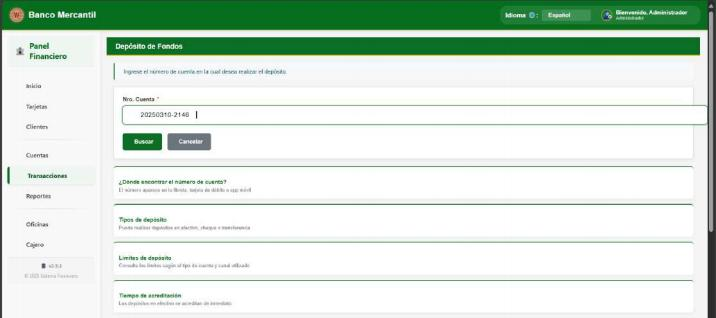 Banco Mercantil
Idioma
Español
Bienvenido, Administrador
Administrador
Panel
Financiero
Depósito de Fondos
Ingrese el número de cuenta en la cual desea realizar el depósito.
Inicio
Tarjetas
Clientes
Cuentas
Transacciones
Reportes
Oficinas
Cajero
Nro. Cuenta *
20250310-2146
Buscar
Cancelar
¿Dónde encontrar el número de cuenta?
El número aparece en la libreta, tarjeta de débito o app móvil
Tipos de depósito
Puede realizar depósitos en efectivo, cheque o transferencia
Límites de depósito
Consulte los límites según el tipo de cuenta y canal utilizado
Tiempo de acreditación
Los depósitos en efectivo se acreditan de inmediato
© 2025 Sistema Financiero